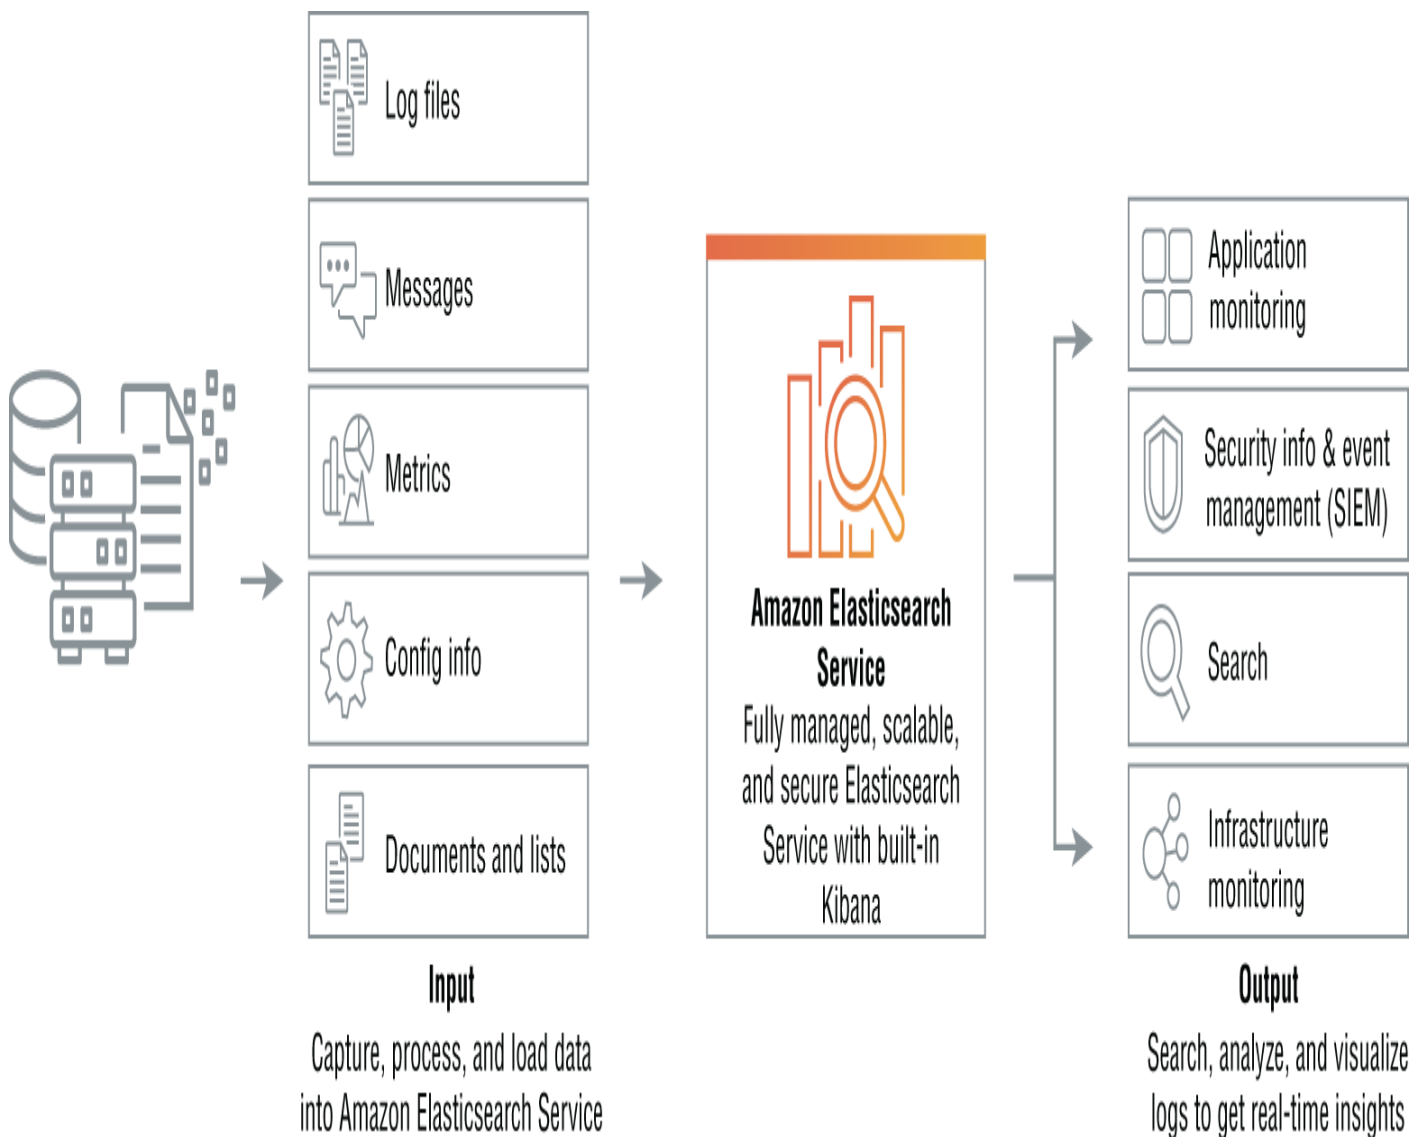 Log files
Messages
Metrics
Config info
Documents and lists
Input
Capture, process, and load data
into Amazon Elasticsearch Service
Amazon Elasticsearch
Service
Fully managed, scalable,
and secure Elasticsearch
Service with built-in
Kibana
Application
monitoring
Security info & event
management (SIEM)
Search
Infrastructure
monitoring
Output
Search, analyze, and visualize
logs to get real-time insights